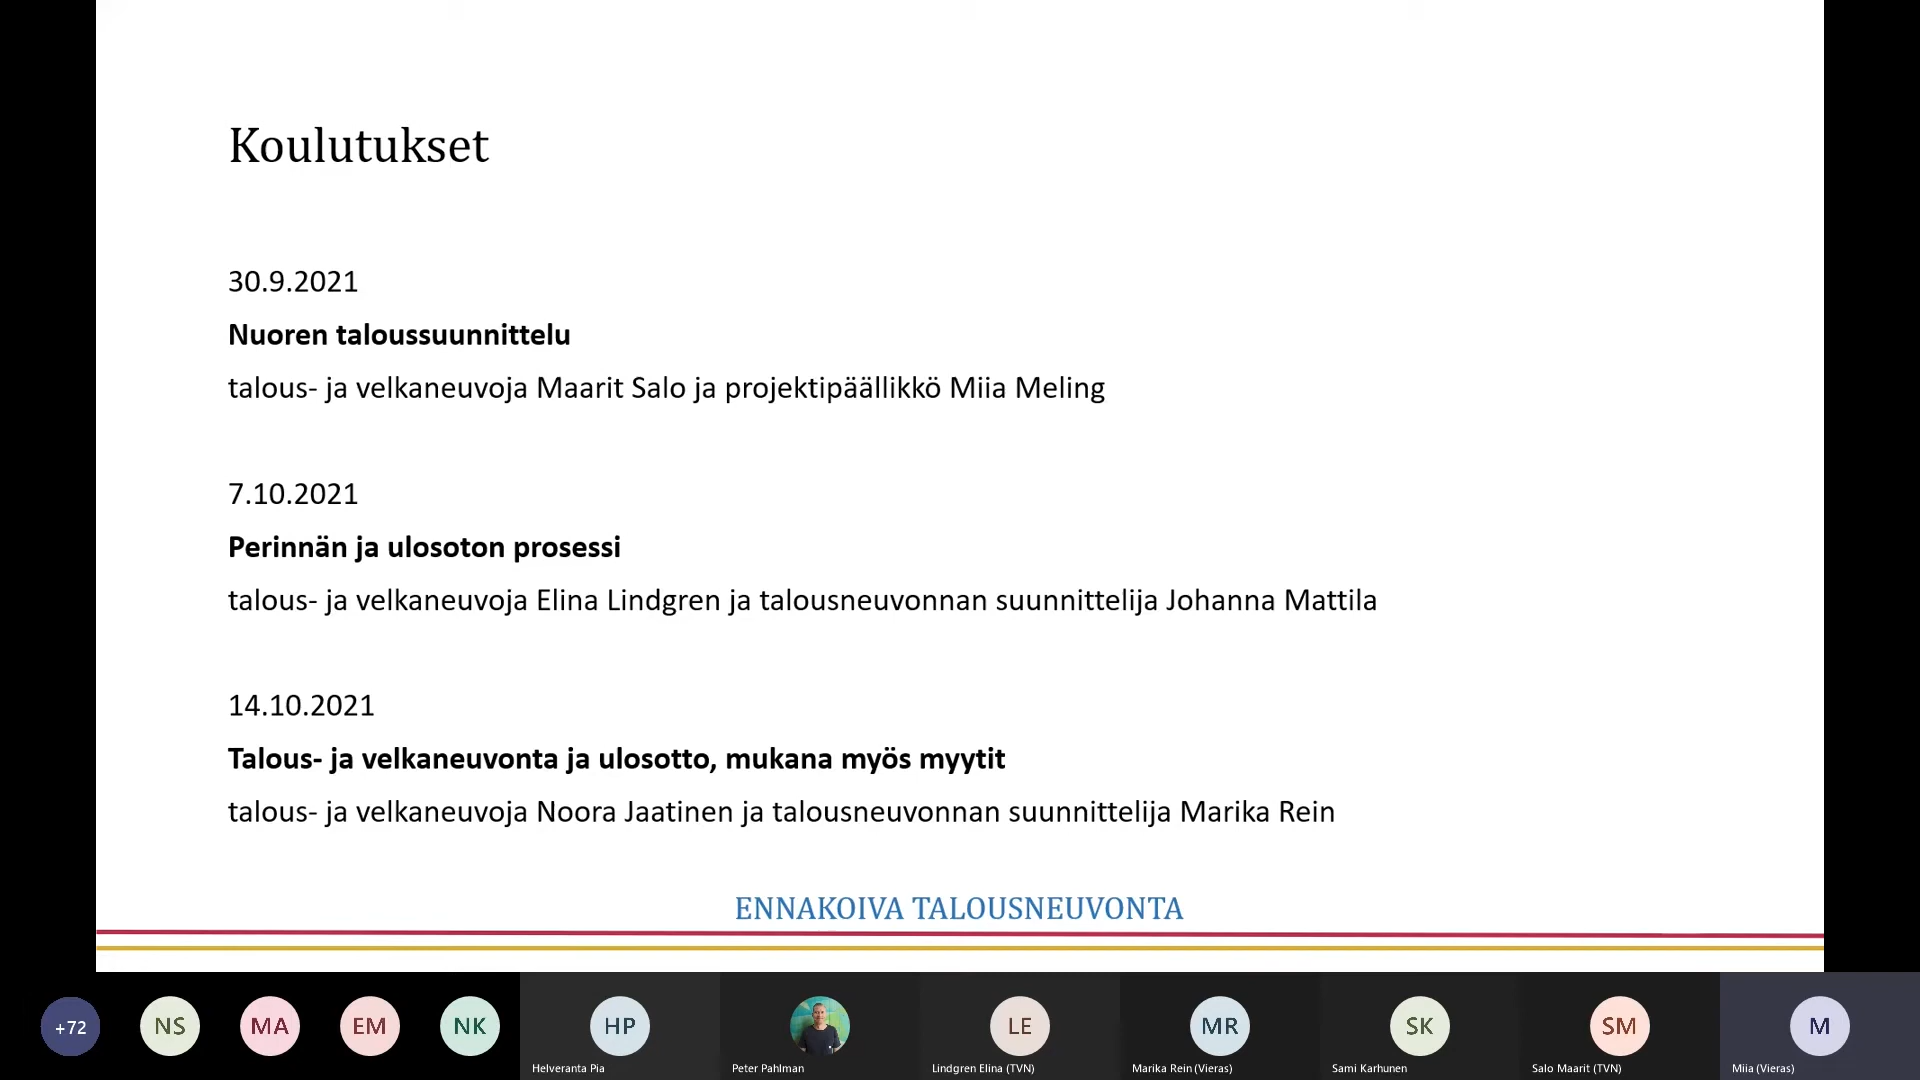 Koulutukset
30.9.2021
Nuoren taloussuunnittelu
talous- ja velkaneuvoja Maarit Salo ja projektipäällikkö Miia Meling
7.10.2021
Perinnän ja ulosoton prosessi
talous- ja velkaneuvoja Elina Lindgren ja talousneuvonnan suunnittelija Johanna Mattila
14.10.2021
Talous- ja velkaneuvonta ja ulosotto, mukana myös myytit
talous- ja velkaneuvoja Noora Jaatinen ja talousneuvonnan suunnittelija Marika Rein
ENNAKOIVA TALOUSNEUVONTA
+72 NS MA EM NK HP LE MR SK SM M
Helveranta Pia Peter Pahlman Lindgren Elina (TVN) Marika Rein (Vieras) Sami Karhunen Salo Maarit (TVN) Miia (Vieras)